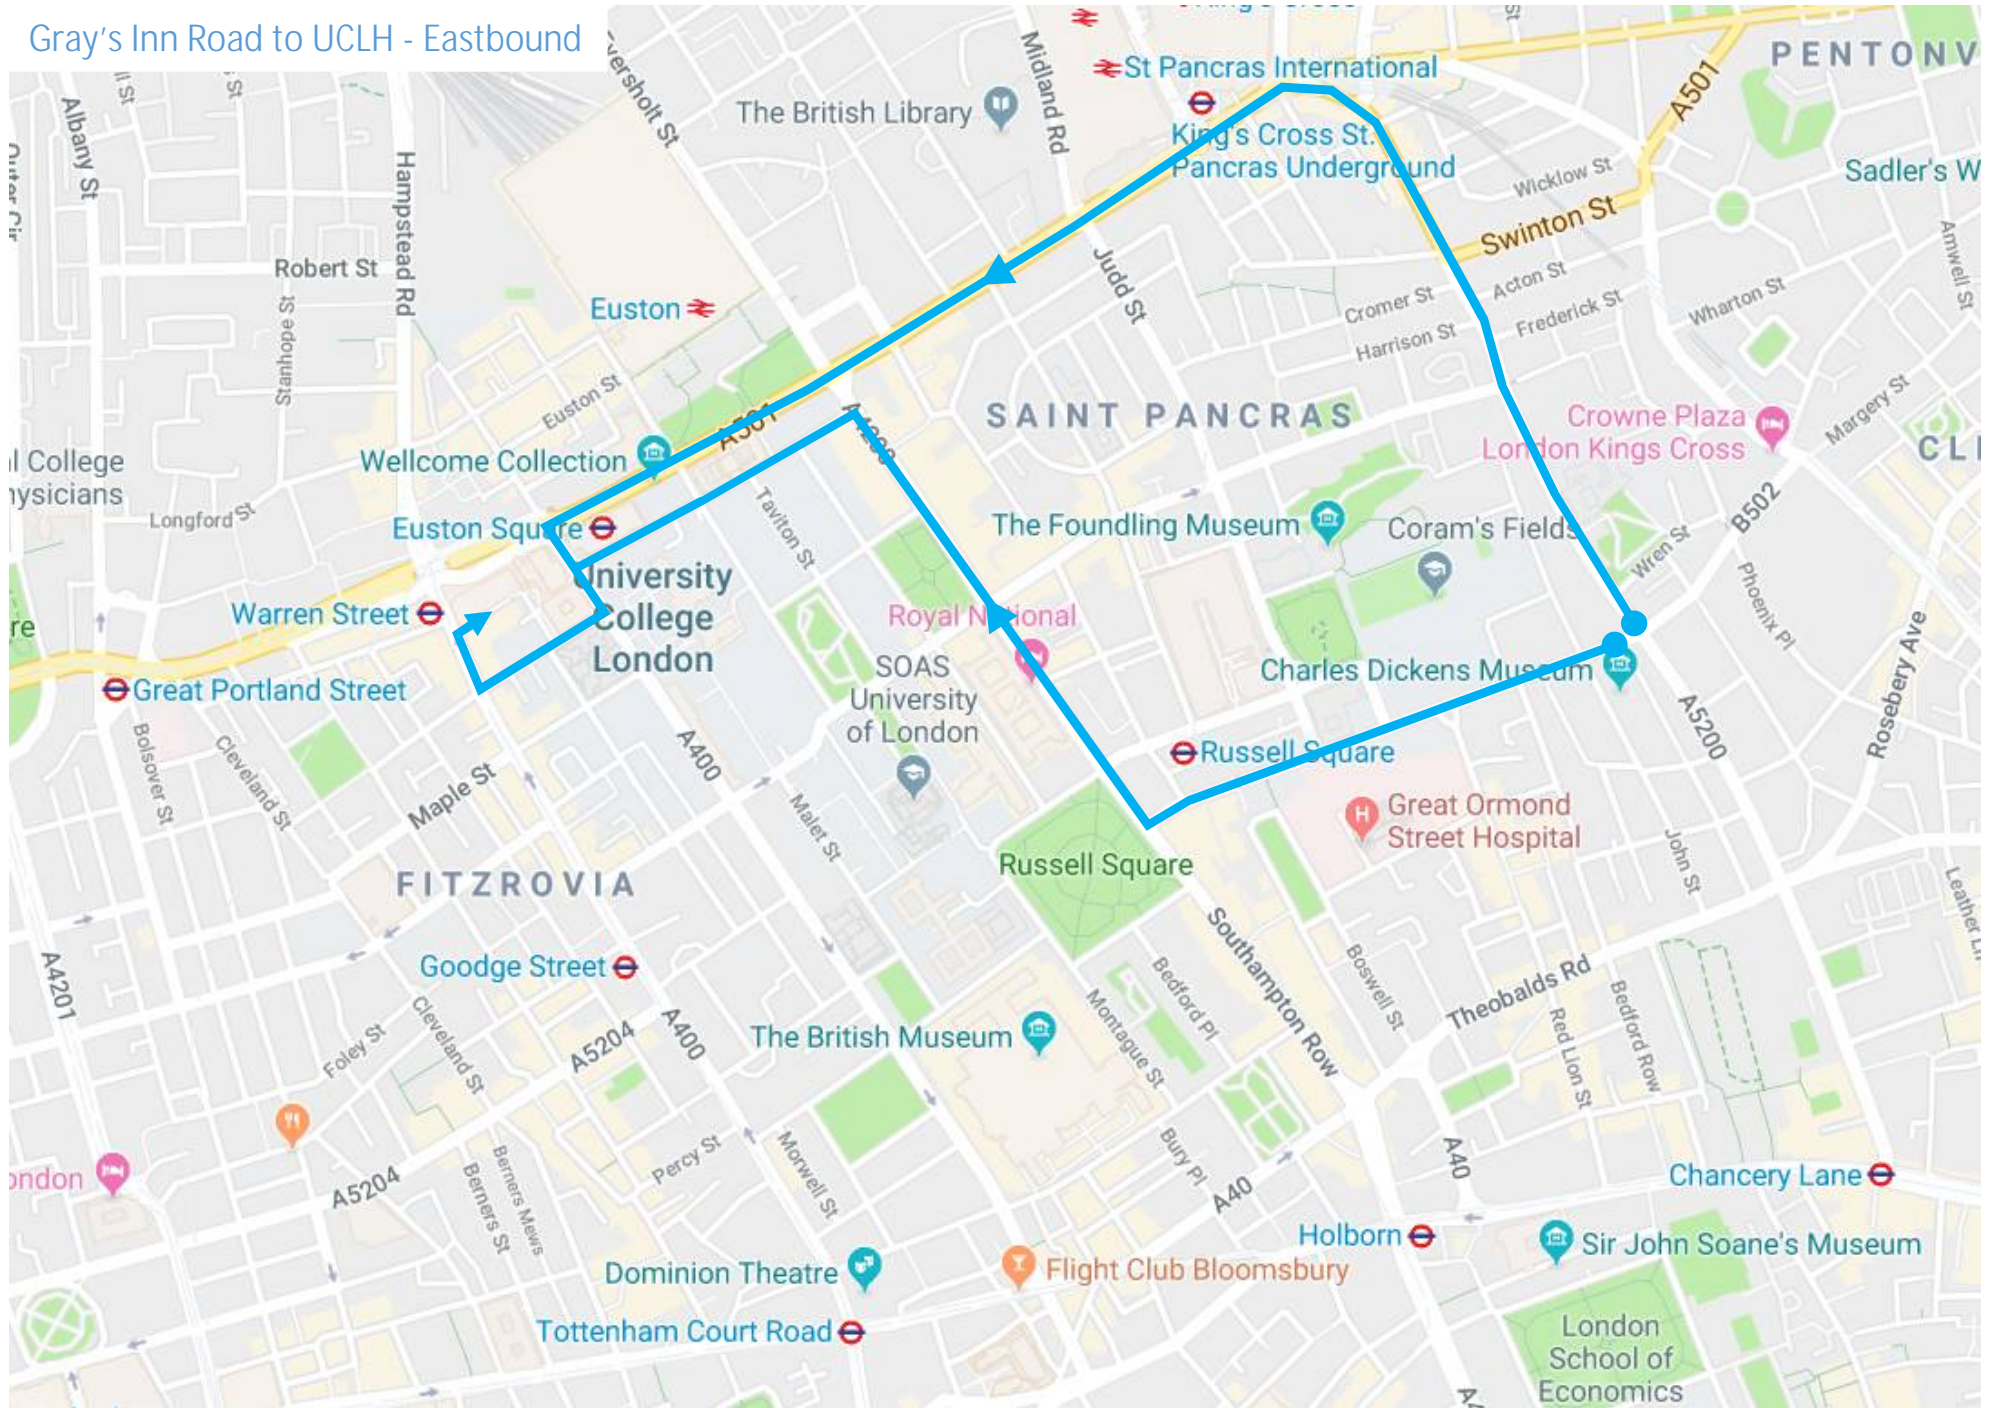 Gray's Inn Road to UCLH - Eastbound
St Pancras International
PENTONV
A501
The British Library
Midland Rd
Eversholt St
Albany St
Hampstead Rd
King's Cross St.
Pancras Underground
Wicklow St
Sadler's W
Swinton St
Robert St
Stanhope St
Euston
Judd St
Acton St
Cromer St
Frederick St
Harrison St
Wharton St
Amwell St
Euston St
A501
A4200
SAINT PANCRAS
Crowne Plaza
London Kings Cross
Margery St
CLE
l College
hysicians
Wellcome Collection
Longford St
Euston Square
Taviton St
The Foundling Museum
Coram's Fields
B502
Wren St
Phoenix Pl
University
College
London
Warren Street
re
Royal National
SOAS
University
of London
Charles Dickens Museum
Great Portland Street
A5200
Rosebery Ave
Bolsover St
Cleveland St
Maple St
A400
Malet St
Russell Square
Great Ormond
Street Hospital
John St
Russell Square
FITZROVIA
Leather L
Southampton Row
Boswell St
Theobalds Rd
Goodge Street
A4201
Cleveland St
Foley St
A5204
A400
The British Museum
Bedford Pl
Montague St
Red Lion St
Bedford Row
Percy St
Morwell St
Bury Pl
A40
A40
Chancery Lane
ondon
A5204
Berners St
Berners Mews
Holborn
Sir John Soane's Museum
Dominion Theatre
Flight Club Bloomsbury
Tottenham Court Road
London
School of
Economics